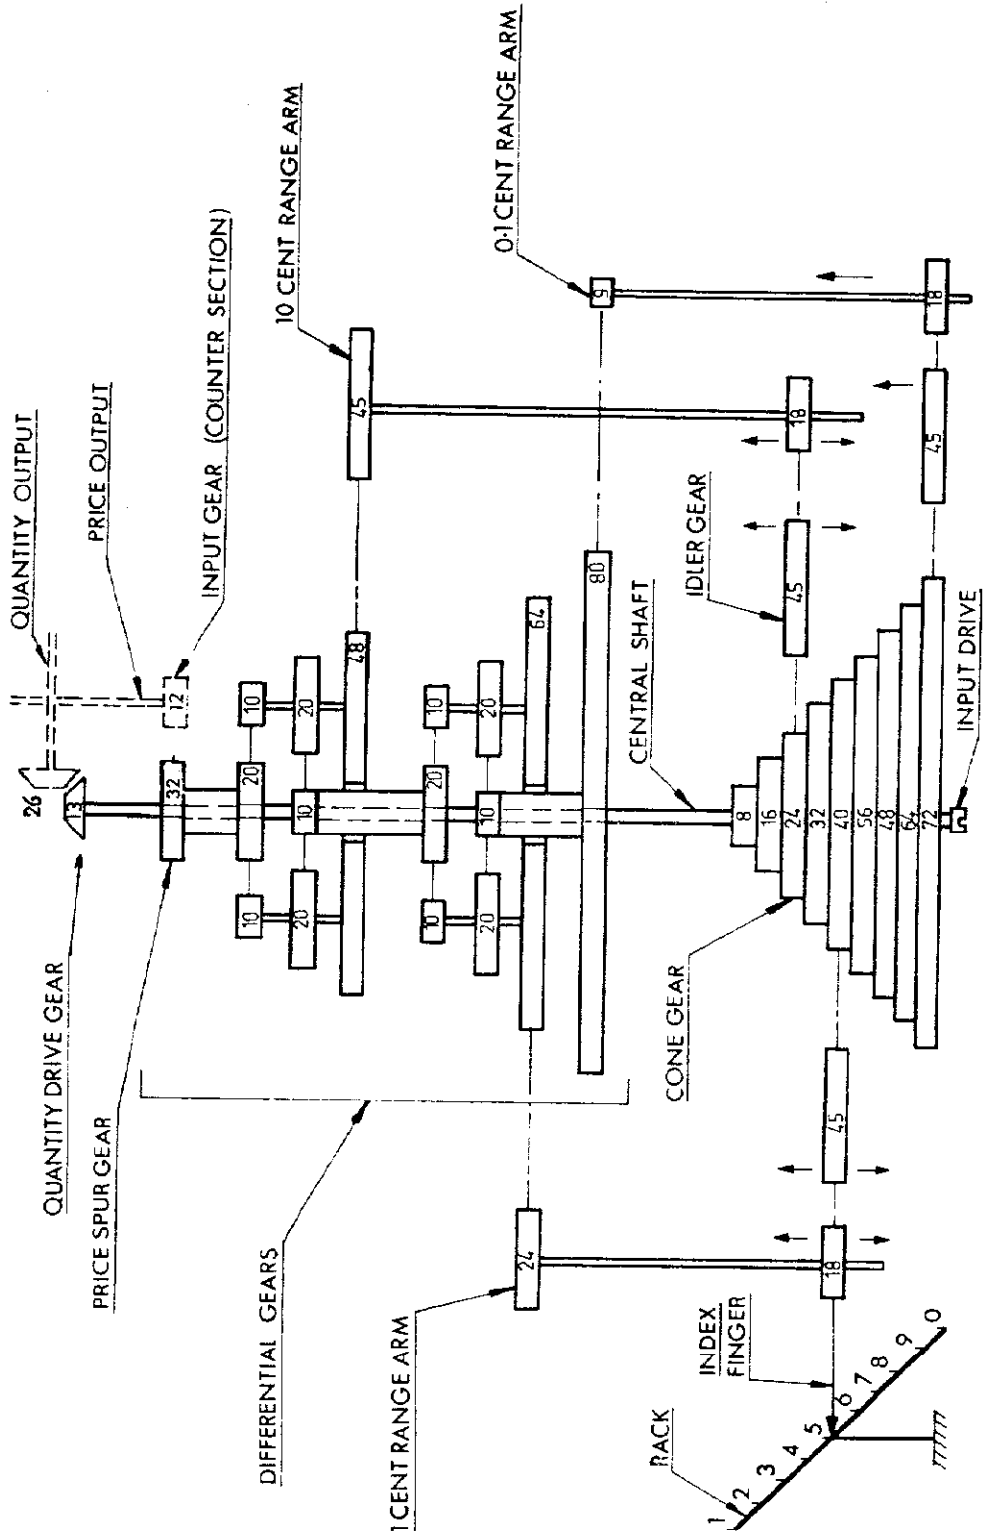 QUANTITY OUTPUT
PRICE OUTPUT
INPUT GEAR (COUNTER SECTION)
10 CENT RANGE ARM
0·1 CENT RANGE ARM
26
13
12
32
20
10
10
20
20
10
45
48
9
10
10
20
20
20
10
64
80
24
QUANTITY DRIVE GEAR
PRICE SPUR GEAR
DIFFERENTIAL GEARS
1 CENT RANGE ARM
CENTRAL SHAFT
IDLER GEAR
18
45
18
45
INPUT DRIVE
8
16
24
32
40
56
48
64
72
CONE GEAR
45
18
INDEX
FINGER
RACK
1
2
3
4
5
6
7
8
9
0